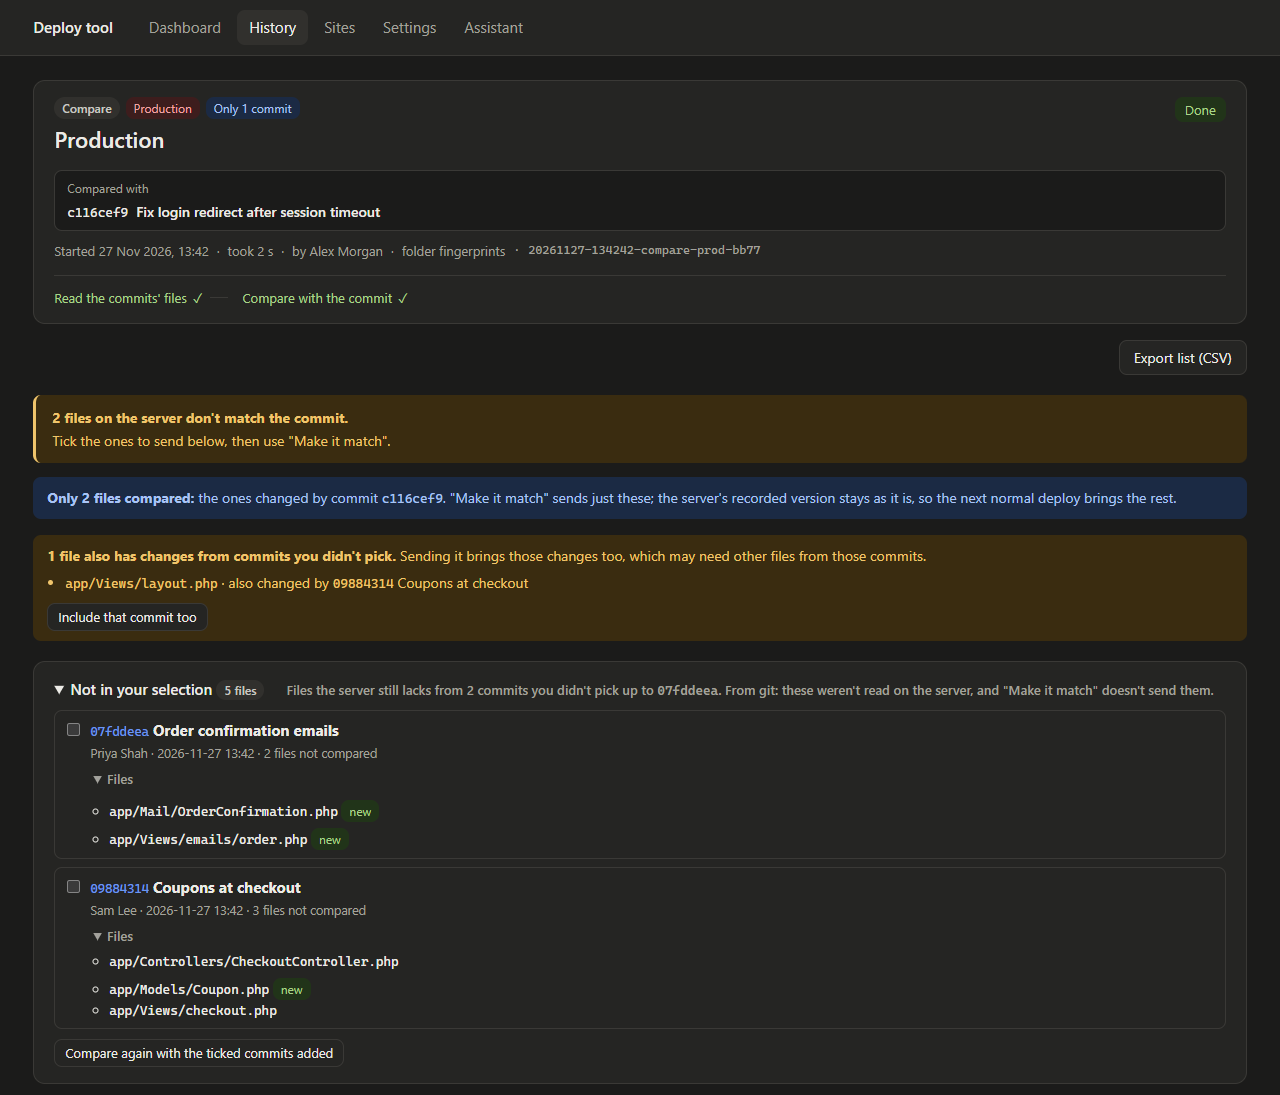 Deploy tool Dashboard History Sites Settings Assistant
Compare Production Only 1 commit Done
Production
Compared with
c116cef9 Fix login redirect after session timeout
Started 27 Nov 2026, 13:42 · took 2 s · by Alex Morgan · folder fingerprints · 20261127-134242-compare-prod-bb77
Read the commits' files ✓ Compare with the commit ✓
Export list (CSV)
2 files on the server don't match the commit.
Tick the ones to send below, then use "Make it match".
Only 2 files compared: the ones changed by commit c116cef9. "Make it match" sends just these; the server's recorded version stays as it is, so the next normal deploy brings the rest.
1 file also has changes from commits you didn't pick. Sending it brings those changes too, which may need other files from those commits.
• app/Views/layout.php · also changed by 09884314 Coupons at checkout
Include that commit too
▼ Not in your selection 5 files Files the server still lacks from 2 commits you didn't pick up to 07fddeea. From git: these weren't read on the server, and "Make it match" doesn't send them.
07fddeea Order confirmation emails
Priya Shah · 2026-11-27 13:42 · 2 files not compared
▼ Files
app/Mail/OrderConfirmation.php new
app/Views/emails/order.php new
09884314 Coupons at checkout
Sam Lee · 2026-11-27 13:42 · 3 files not compared
▼ Files
app/Controllers/CheckoutController.php
app/Models/Coupon.php new
app/Views/checkout.php
Compare again with the ticked commits added